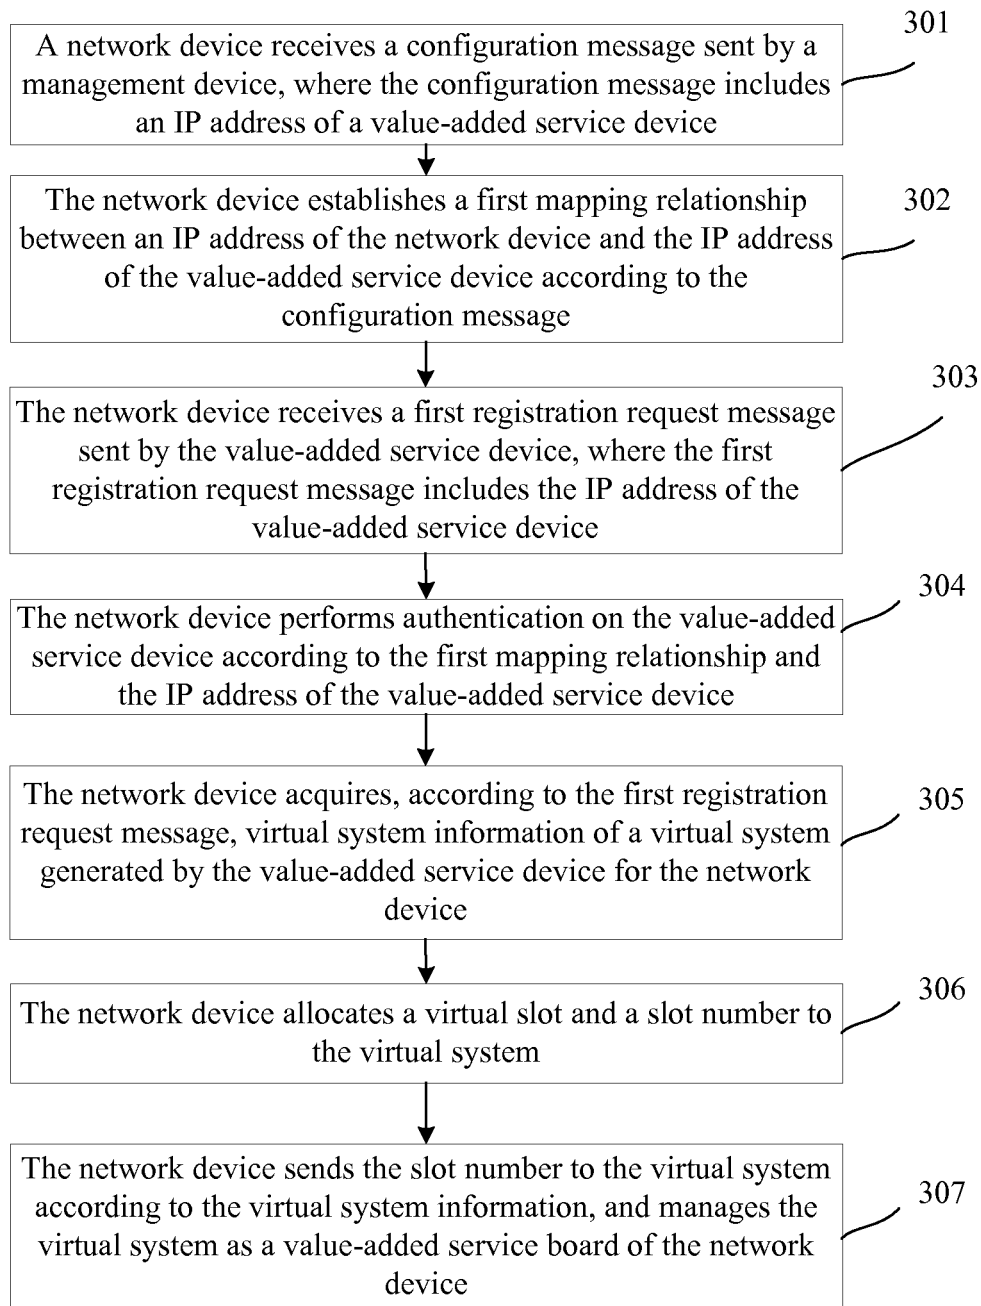 301
A network device receives a configuration message sent by a
management device, where the configuration message includes
an IP address of a value-added service device
302
The network device establishes a first mapping relationship
between an IP address of the network device and the IP address
of the value-added service device according to the
configuration message
303
The network device receives a first registration request message
sent by the value-added service device, where the first
registration request message includes the IP address of the
value-added service device
304
The network device performs authentication on the value-added
service device according to the first mapping relationship and
the IP address of the value-added service device
305
The network device acquires, according to the first registration
request message, virtual system information of a virtual system
generated by the value-added service device for the network
device
306
The network device allocates a virtual slot and a slot number to
the virtual system
307
The network device sends the slot number to the virtual system
according to the virtual system information, and manages the
virtual system as a value-added service board of the network
device